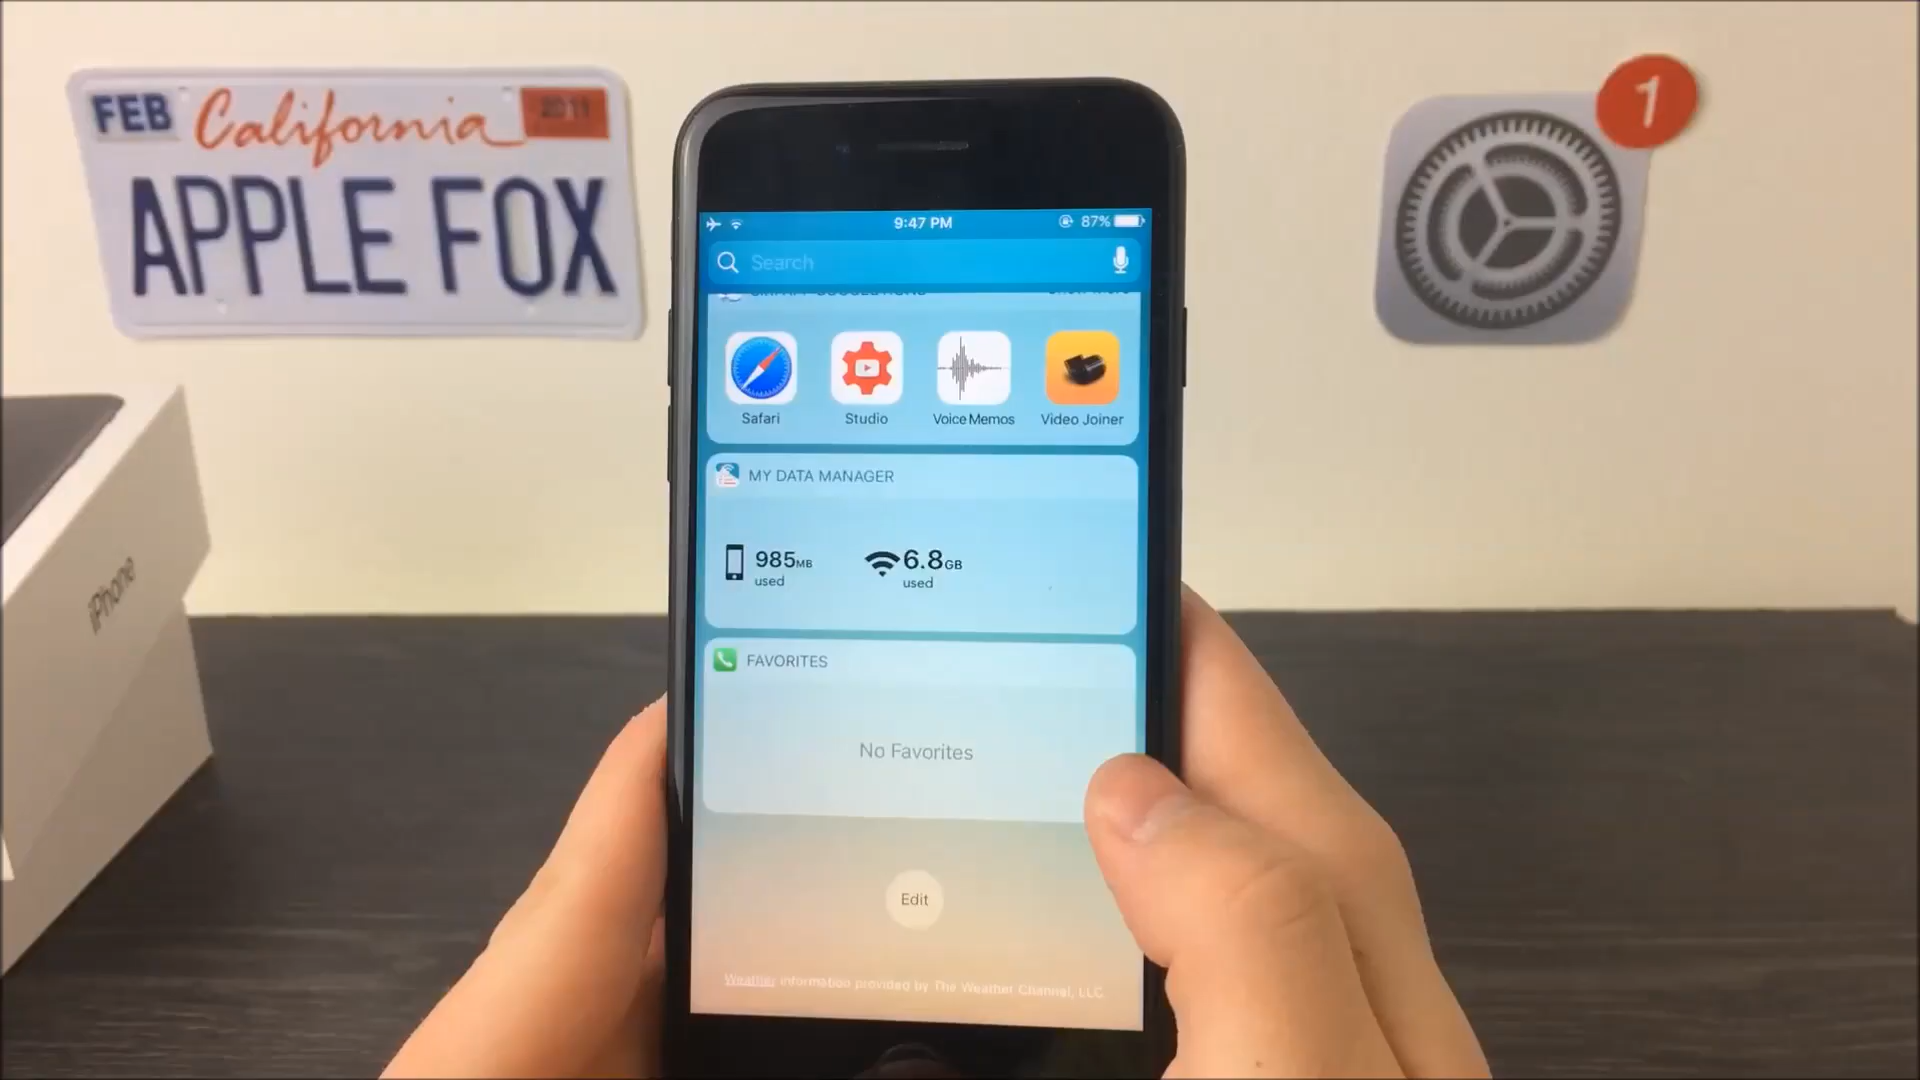 FEB California 2011
APPLE FOX
1
iPhone
9:47 PM
87%
Search
Safari
Studio
Voice Memos
Video Joiner
MY DATA MANAGER
985MB
used
6.8GB
used
FAVORITES
No Favorites
Edit
Weather information provided by The Weather Channel, LLC.